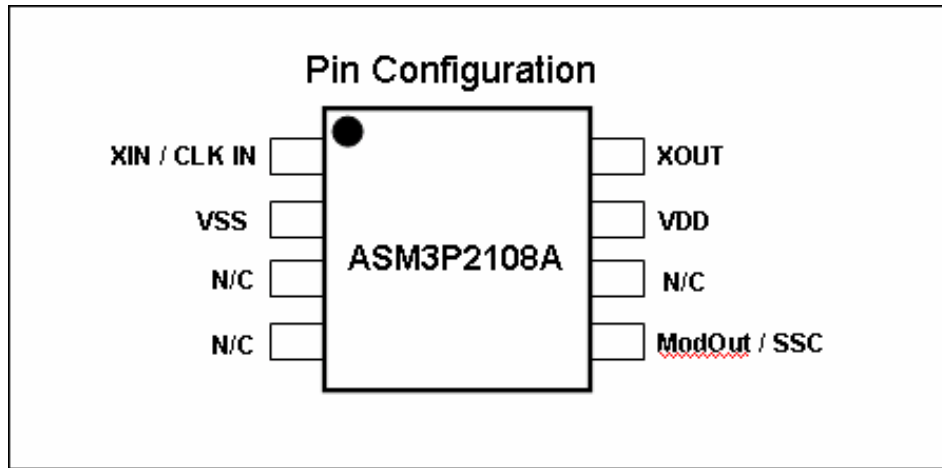 Pin Configuration
XIN / CLK IN
XOUT
VSS
VDD
ASM3P2108A
N/C
N/C
N/C
ModOut / SSC